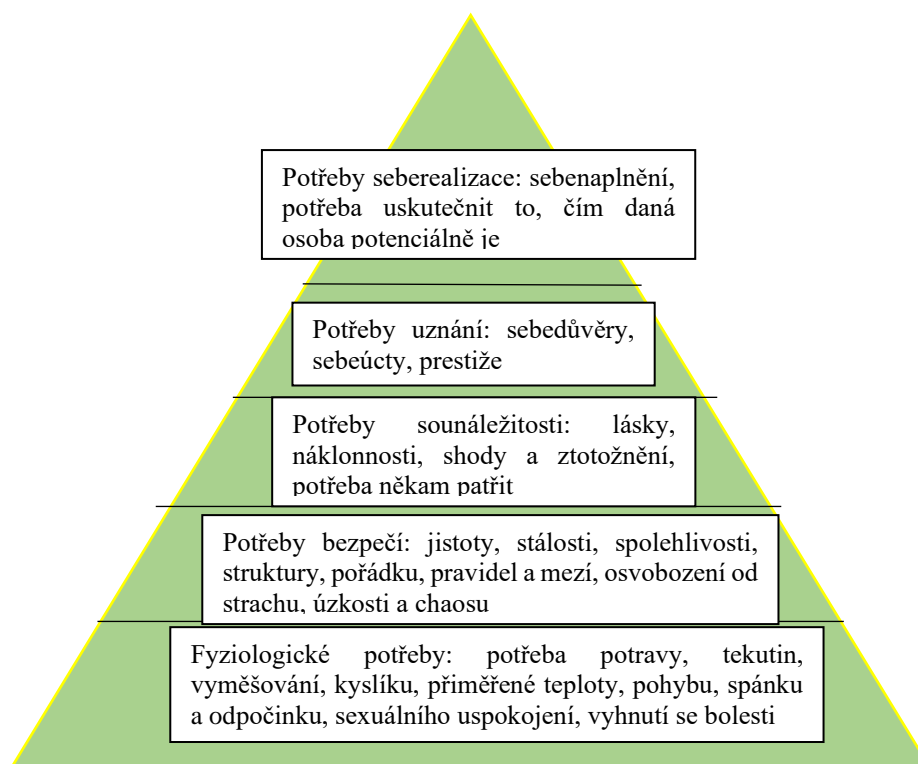 Potřeby seberealizace: sebenaplnění,
potřeba uskutečnit to, čím daná
osoba potenciálně je
Potřeby uznání: sebedůvěry,
sebeúcty, prestiže
Potřeby sounáležitosti: lásky,
náklonnosti, shody a ztotožnění,
potřeba někam patřit
Potřeby bezpečí: jistoty, stálosti, spolehlivosti,
struktury, pořádku, pravidel a mezí, osvobození od
strachu, úzkosti a chaosu
Fyziologické potřeby: potřeba potravy, tekutin,
vyměšování, kyslíku, přiměřené teploty, pohybu, spánku
a odpočinku, sexuálního uspokojení, vyhnutí se bolesti